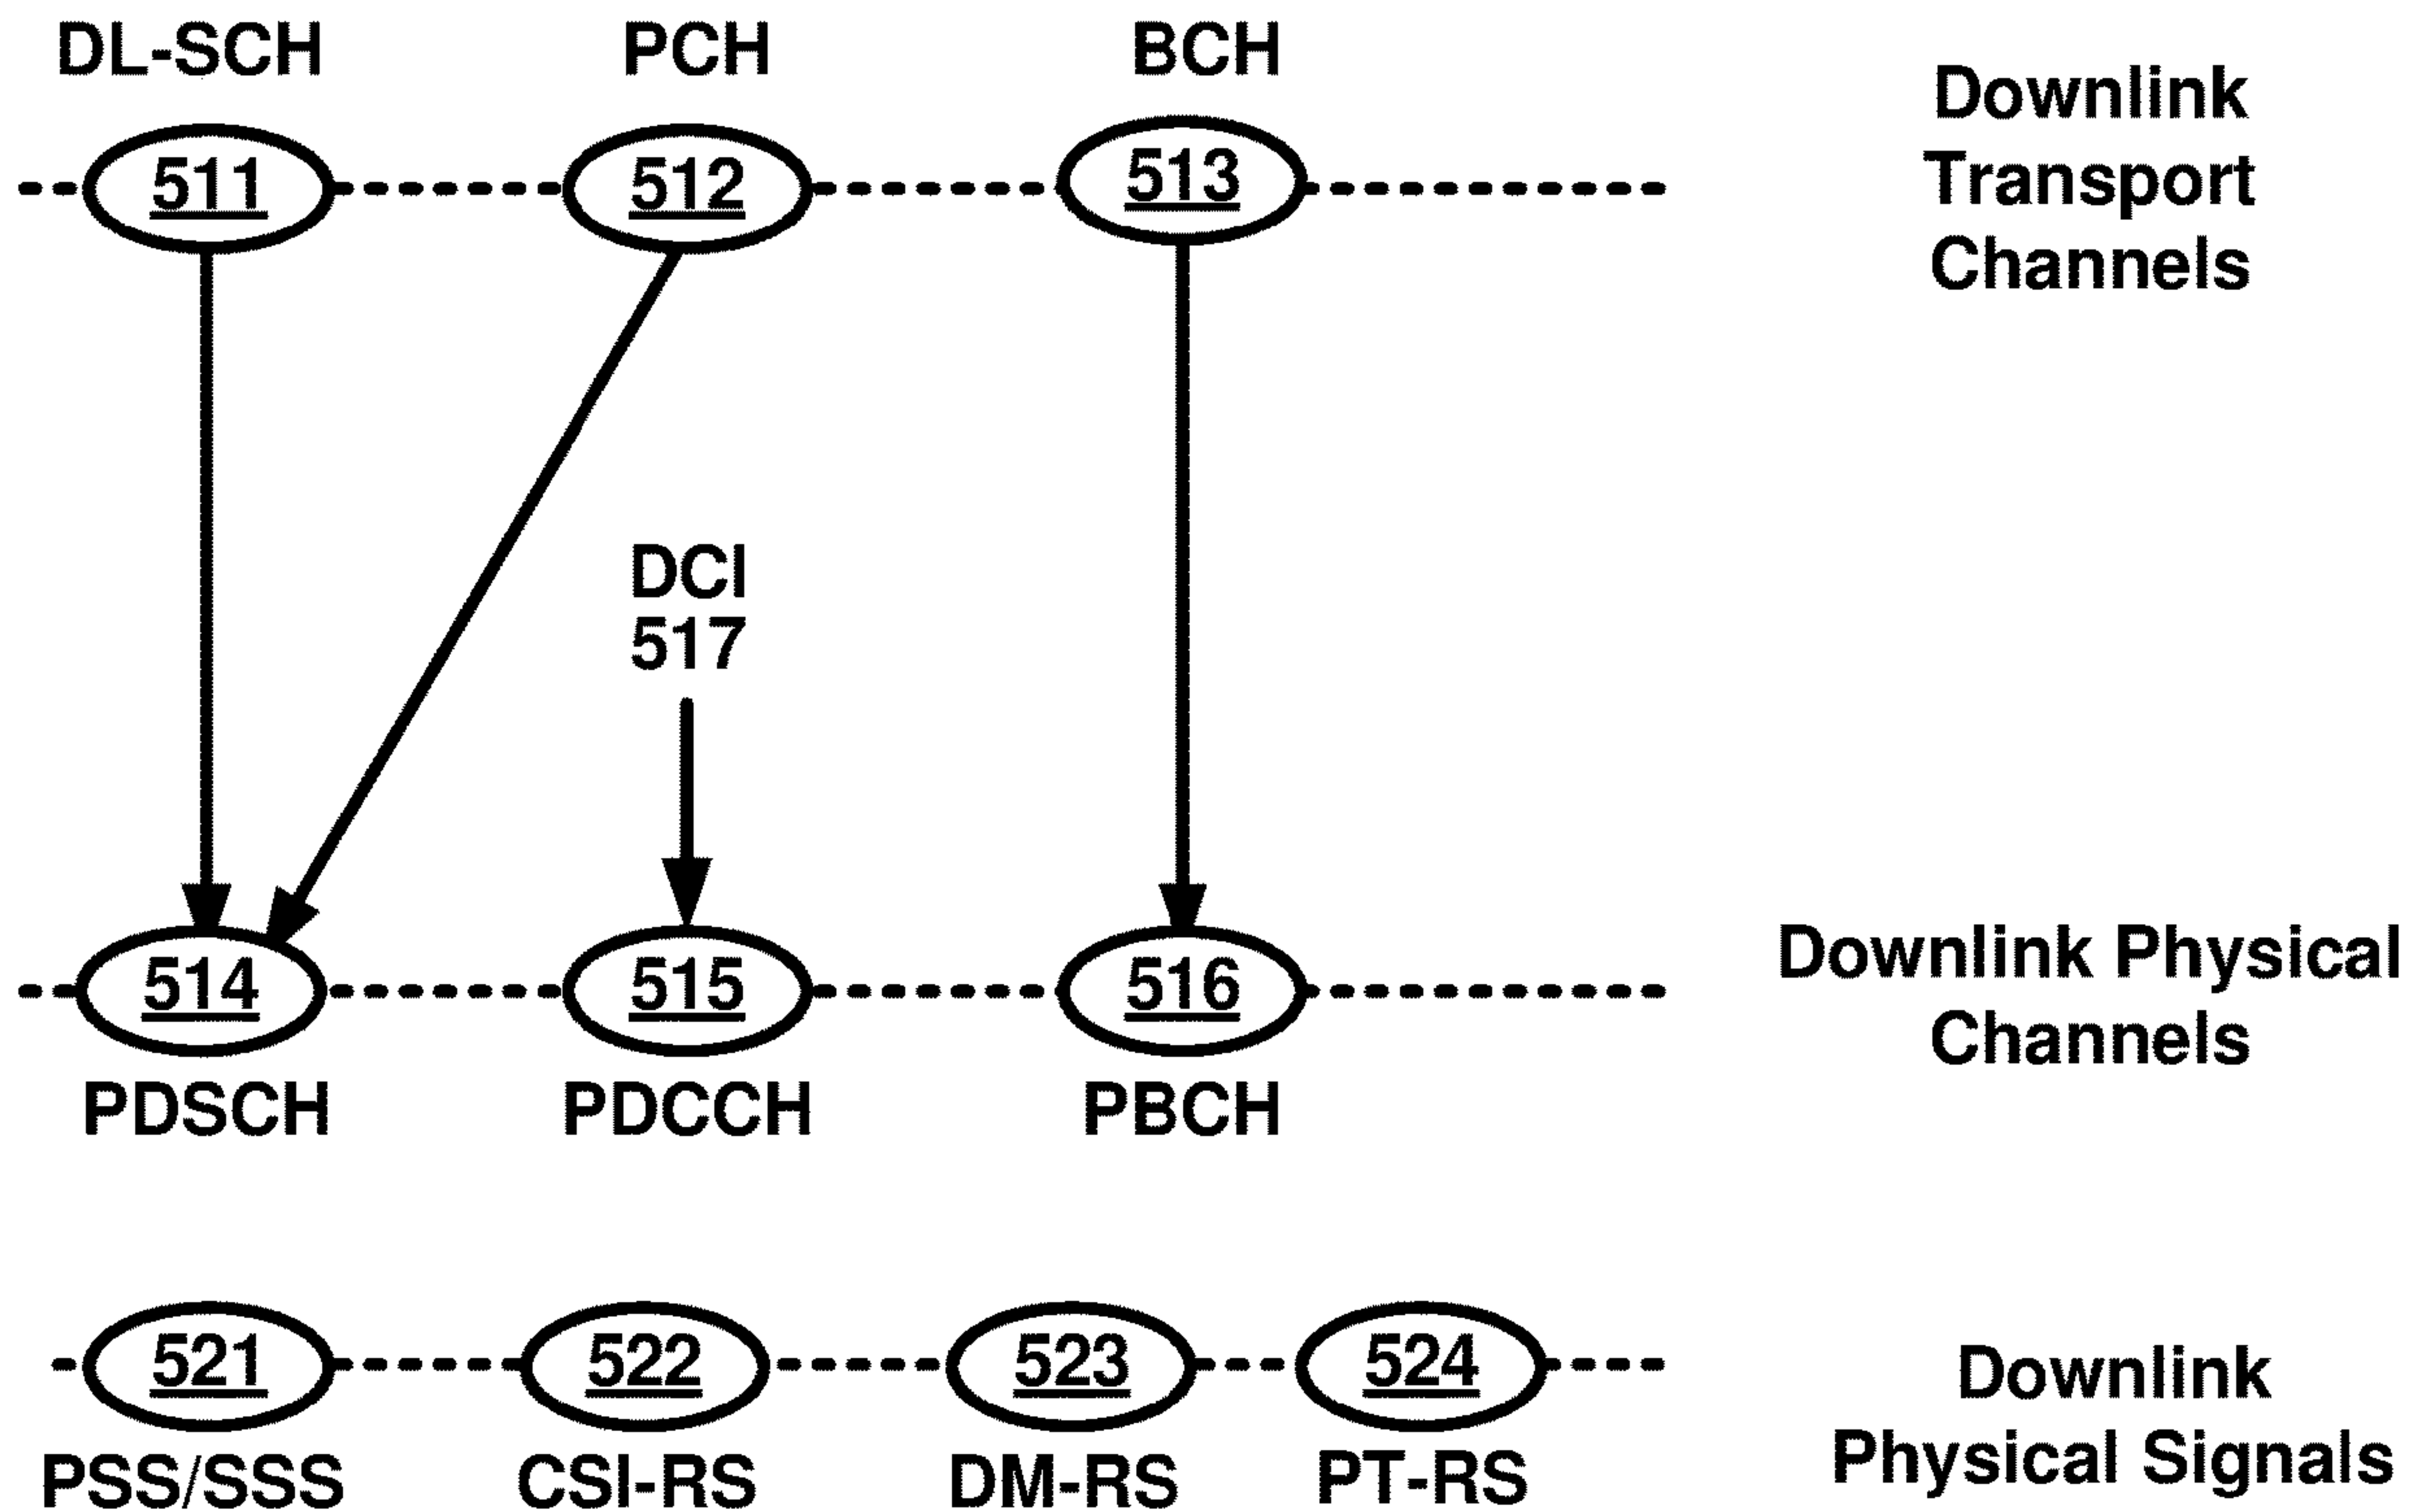 DL-SCH
PCH
BCH
511
512
513
Downlink
Transport
Channels
DCI
517
514
515
516
Downlink Physical
Channels
PDSCH
PDCCH
PBCH
521
522
523
524
Downlink
Physical Signals
PSS/SSS
CSI-RS
DM-RS
PT-RS